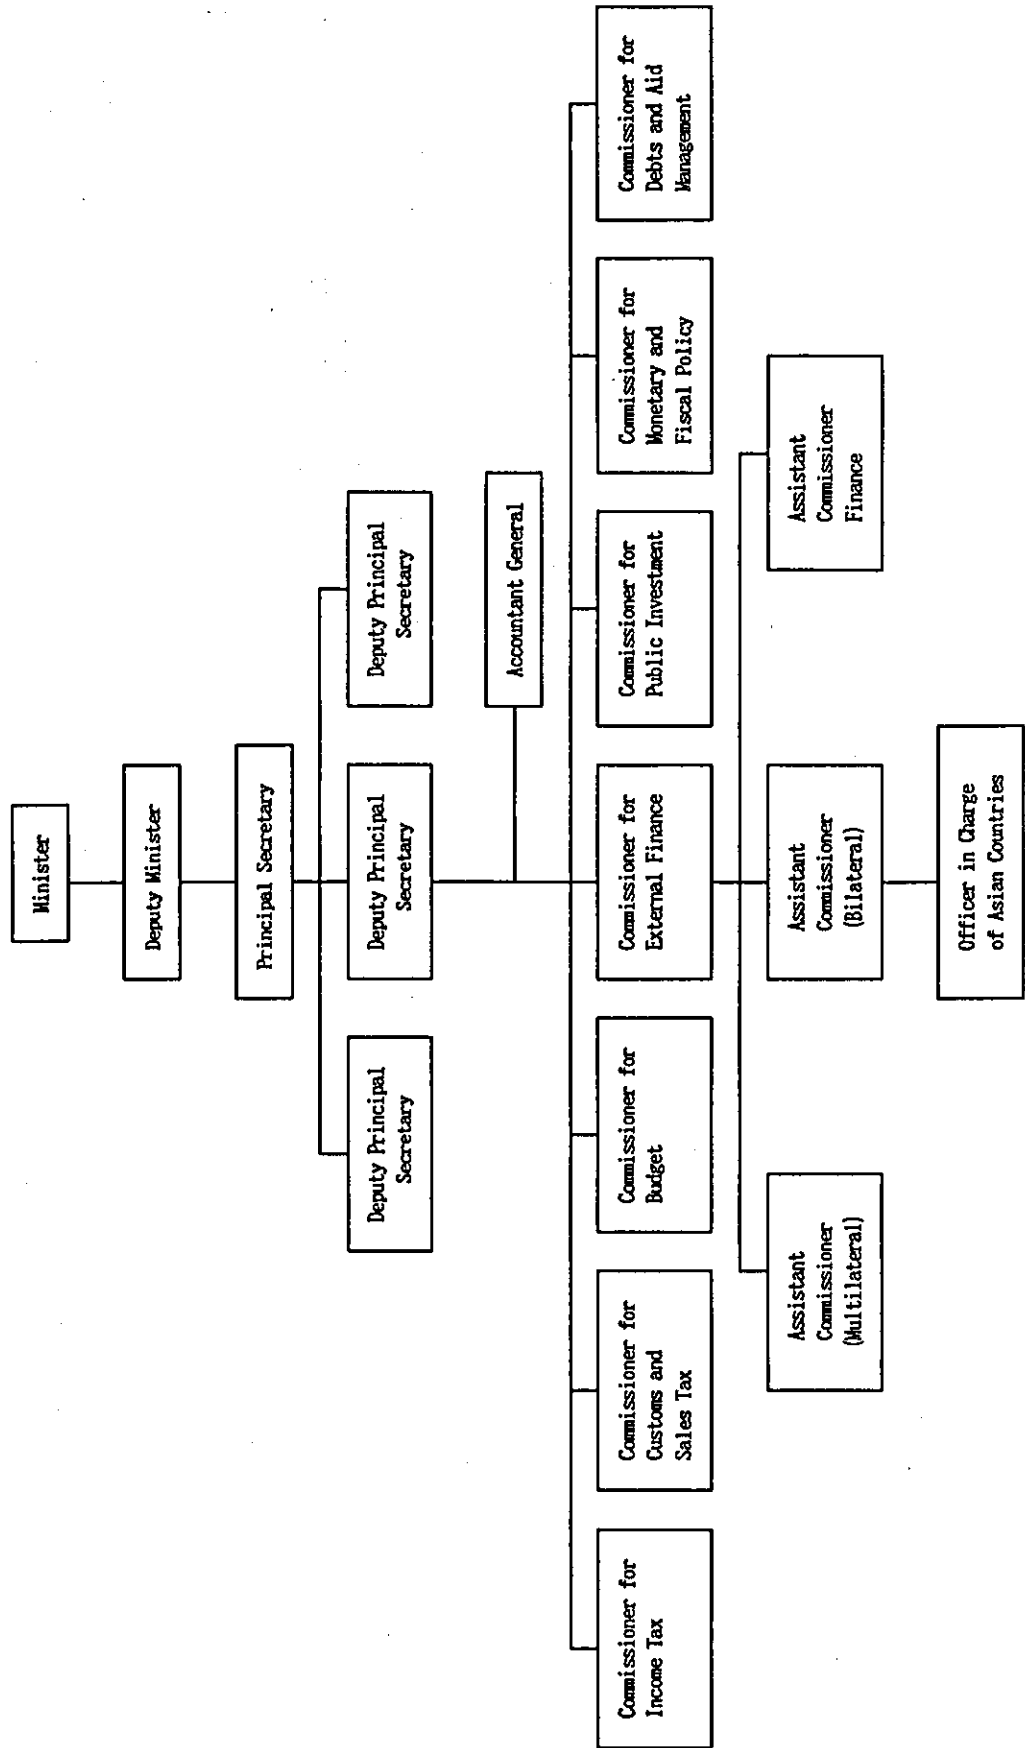 Minister
Deputy Minister
Principal Secretary
Deputy Principal
Secretary
Deputy Principal
Secretary
Deputy Principal
Secretary
Accountant General
Commissioner for
Income Tax
Commissioner for
Customs and
Sales Tax
Commissioner for
Budget
Commissioner for
External Finance
Commissioner for
Public Investment
Commissioner for
Monetary and
Fiscal Policy
Commissioner for
Debts and Aid
Management
Assistant
Commissioner
(Multilateral)
Assistant
Commissioner
(Bilateral)
Assistant
Commissioner
Finance
Officer in Charge
of Asian Countries